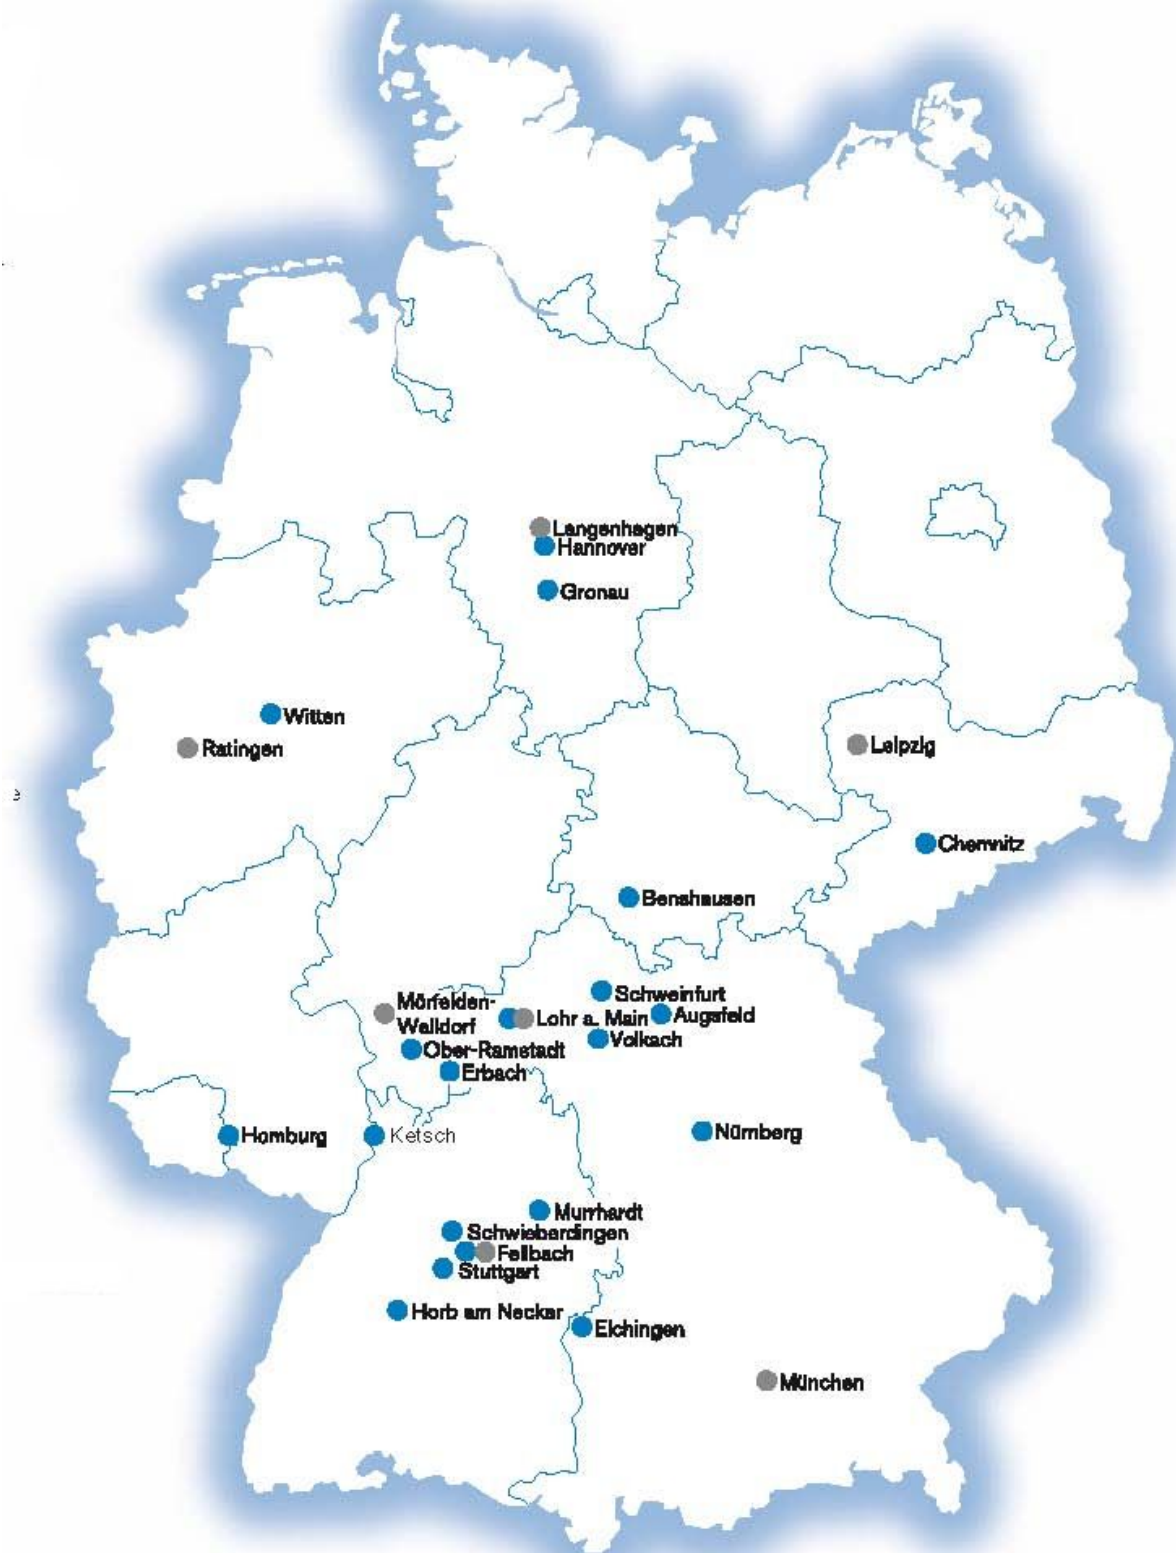 Langenhagen
Hannover
Gronau
Witten
Ratingen
Leipzig
e
Chemnitz
Benshausen
Schweinfurt
Mörfelden-
Walldorf
Lohr a. Main
Augsfeld
Volkach
Ober-Ramstadt
Erbach
Homburg
Ketsch
Nürnberg
Murrhardt
Schwieberdingen
Fellbach
Stuttgart
Horb am Neckar
Elchingen
München